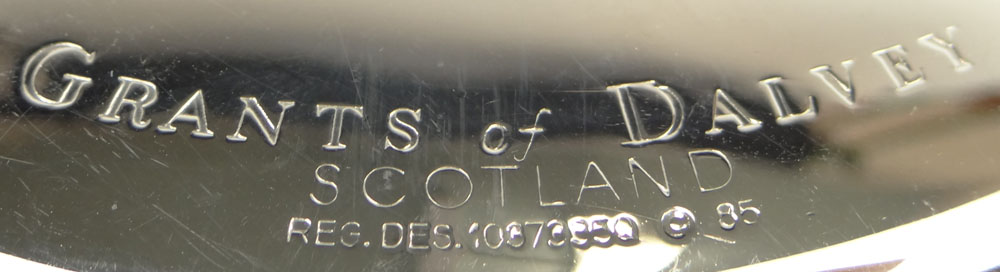 GRANTS of DALVEY
SCOTLAND
REG. DES. © 85